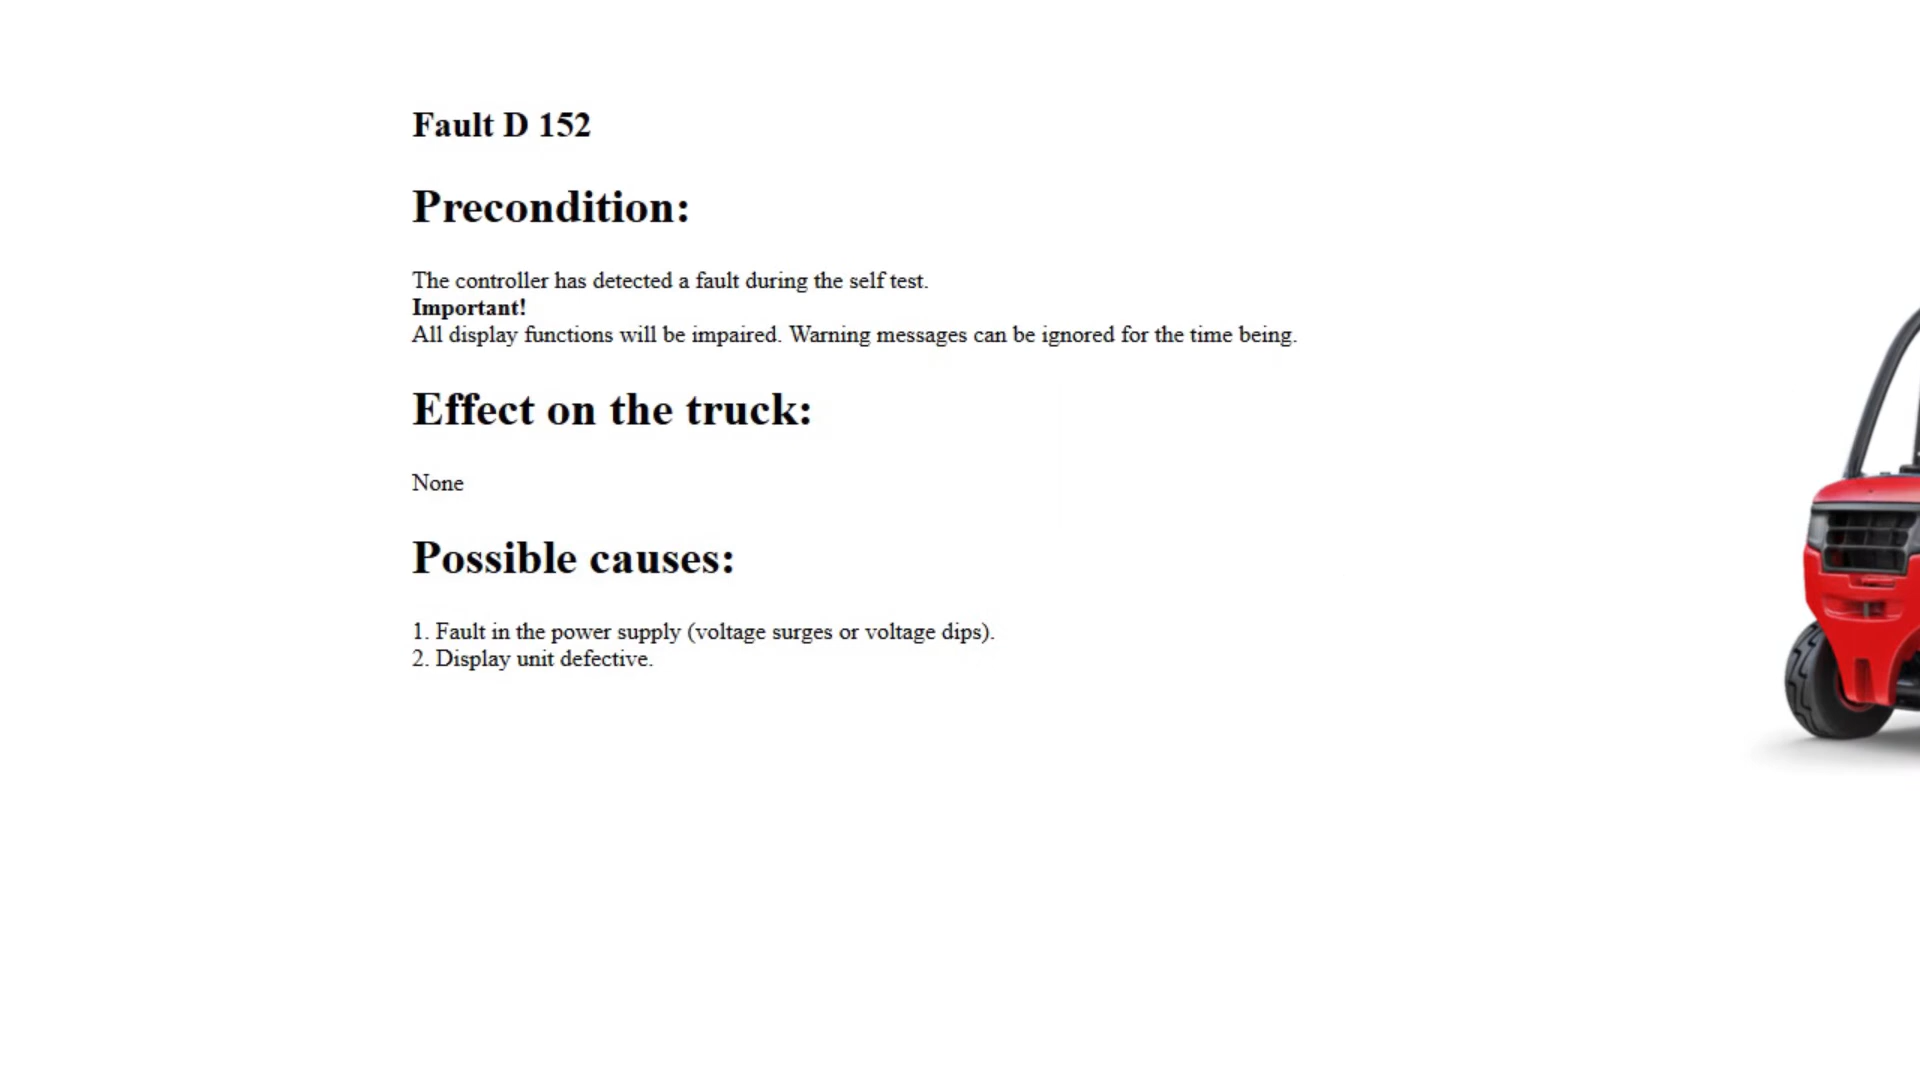 Fault D 152
Precondition:
The controller has detected a fault during the self test.
Important!
All display functions will be impaired. Warning messages can be ignored for the time being.
Effect on the truck:
None
Possible causes:
1. Fault in the power supply (voltage surges or voltage dips).
2. Display unit defective.